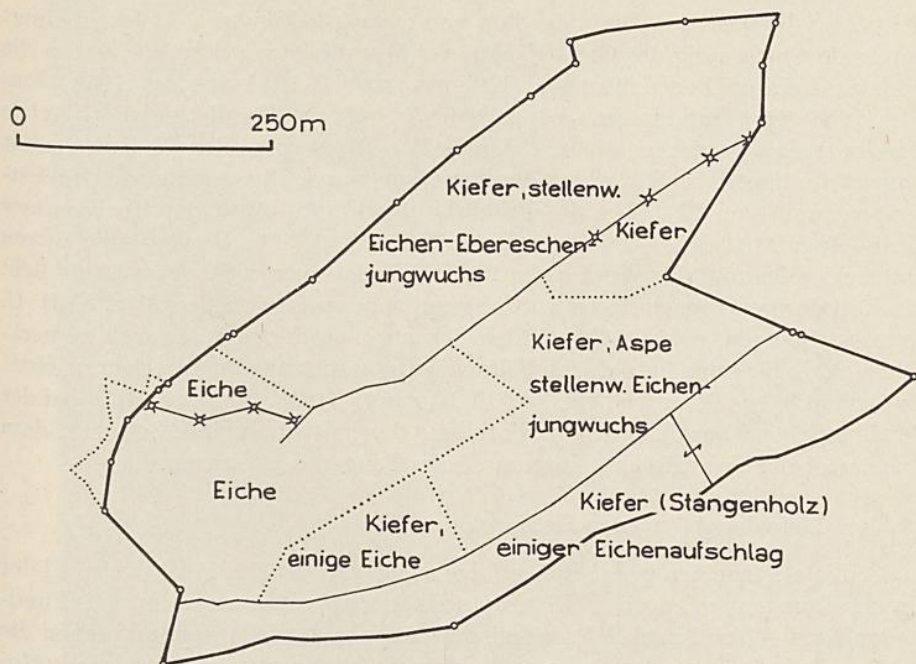 0 250m
Kiefer, stellenw.
Eichen-Ebereschen-
jungwuchs
Kiefer
Kiefer, Aspe
stellenw. Eichen-
jungwuchs
Eiche
Eiche
Kiefer,
einige Eiche
Kiefer (Stangenholz)
einiger Eichenaufschlag